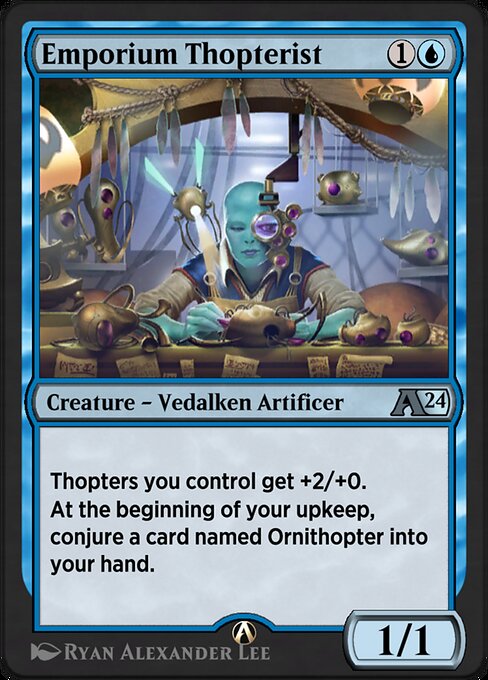 Emporium Thopterist 1
Creature – Vedalken Artificer A24
Thopters you control get +2/+0.
At the beginning of your upkeep,
conjure a card named Ornithopter into
your hand.
1/1
Ryan Alexander Lee